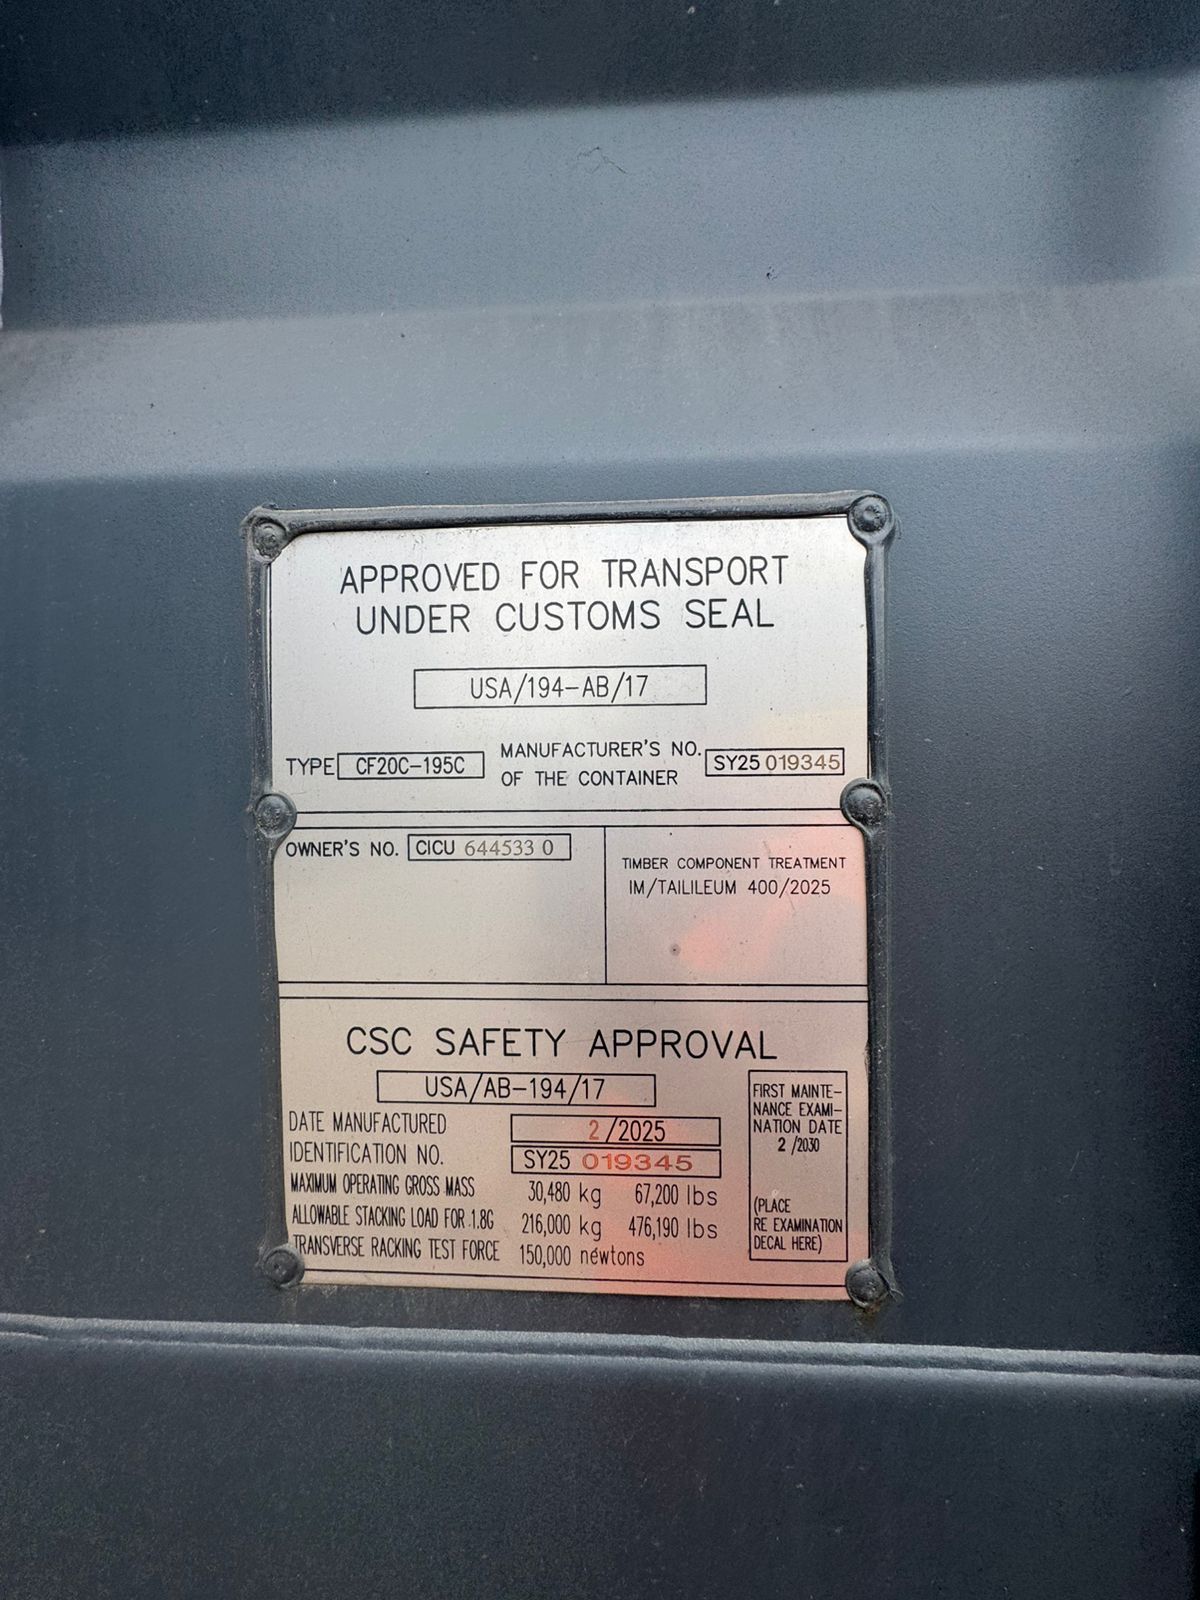 APPROVED FOR TRANSPORT
UNDER CUSTOMS SEAL
USA/194-AB/17
TYPE CF20C-195C
MANUFACTURER'S NO.
OF THE CONTAINER
SY25 019345
OWNER'S NO. CICU 644533 0
TIMBER COMPONENT TREATMENT
IM/TAILILEUM 400/2025
CSC SAFETY APPROVAL
USA/AB-194/17
DATE MANUFACTURED 2/2025
IDENTIFICATION NO. SY25 019345
MAXIMUM OPERATING GROSS MASS 30,480 kg 67,200 lbs
ALLOWABLE STACKING LOAD FOR 1.8G 216,000 kg 476,190 lbs
TRANSVERSE RACKING TEST FORCE 150,000 newtons
FIRST MAINTE-
NANCE EXAMI-
NATION DATE
2 /2030
(PLACE
RE EXAMINATION
DECAL HERE)